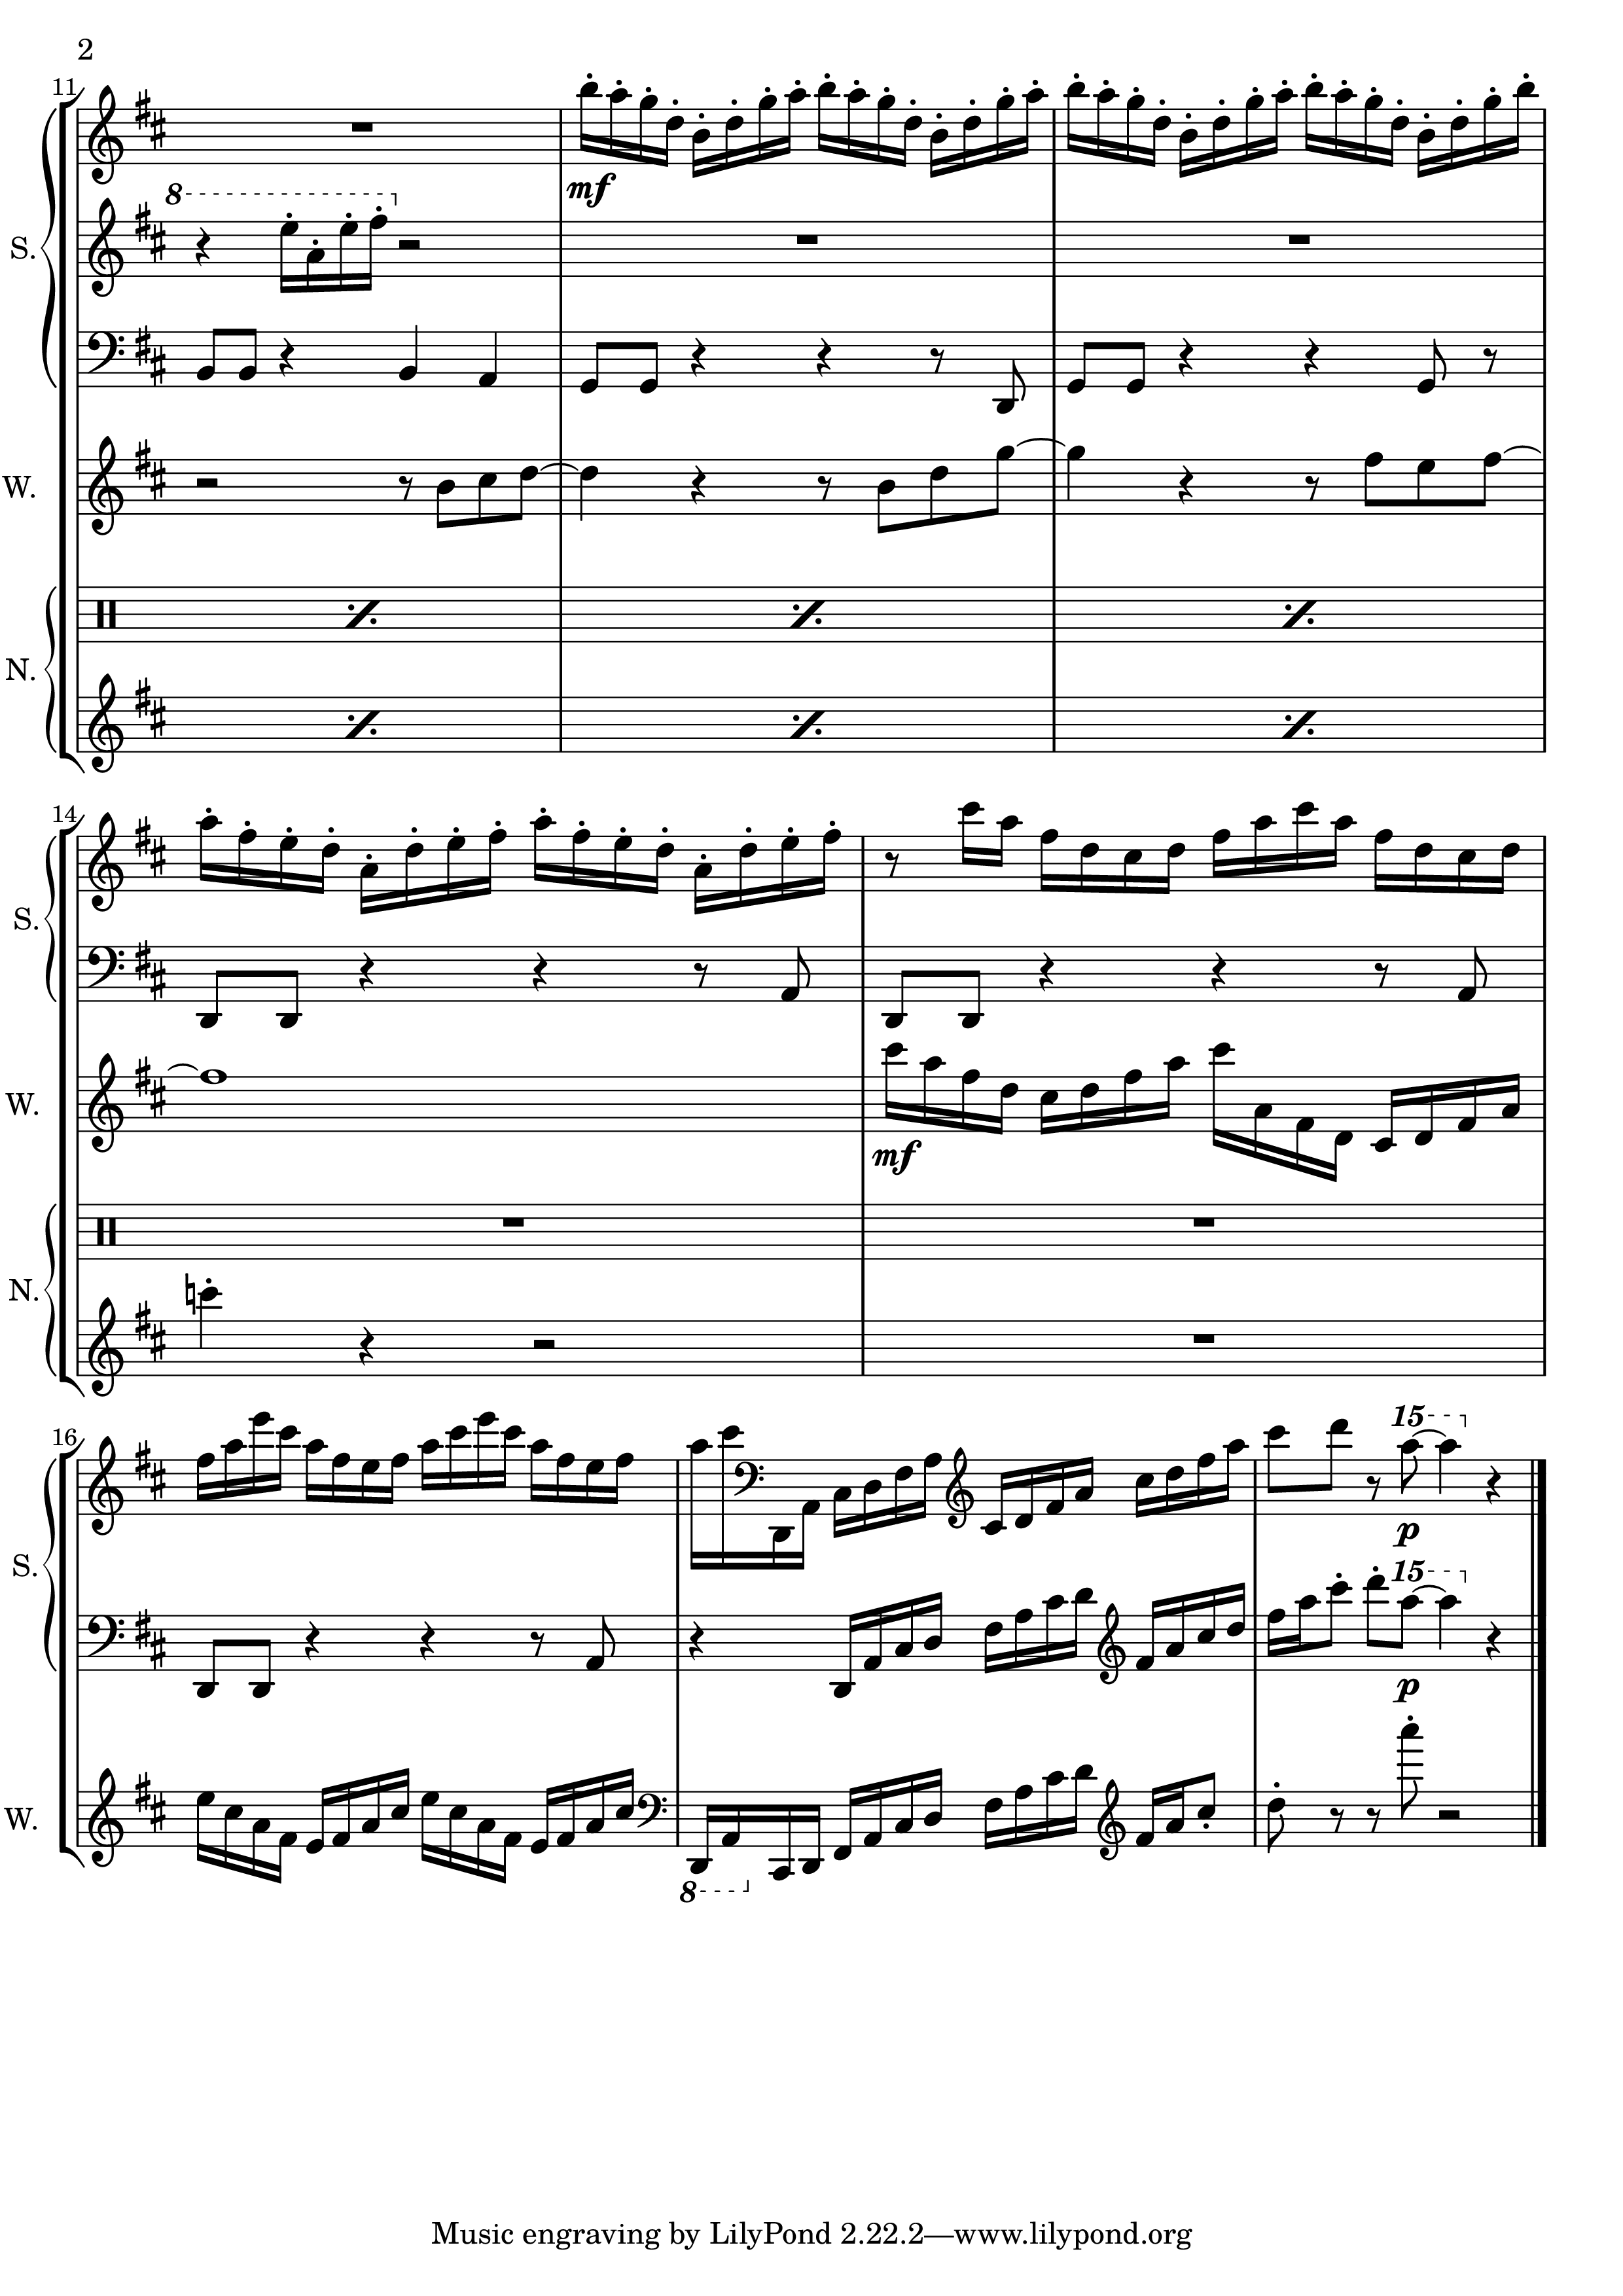 2
11
8
mf
S.
W.
N.
14
S.
mf
W.
N.
16
15
p
15
S.
p
W.
8
Music engraving by LilyPond 2.22.2—www.lilypond.org